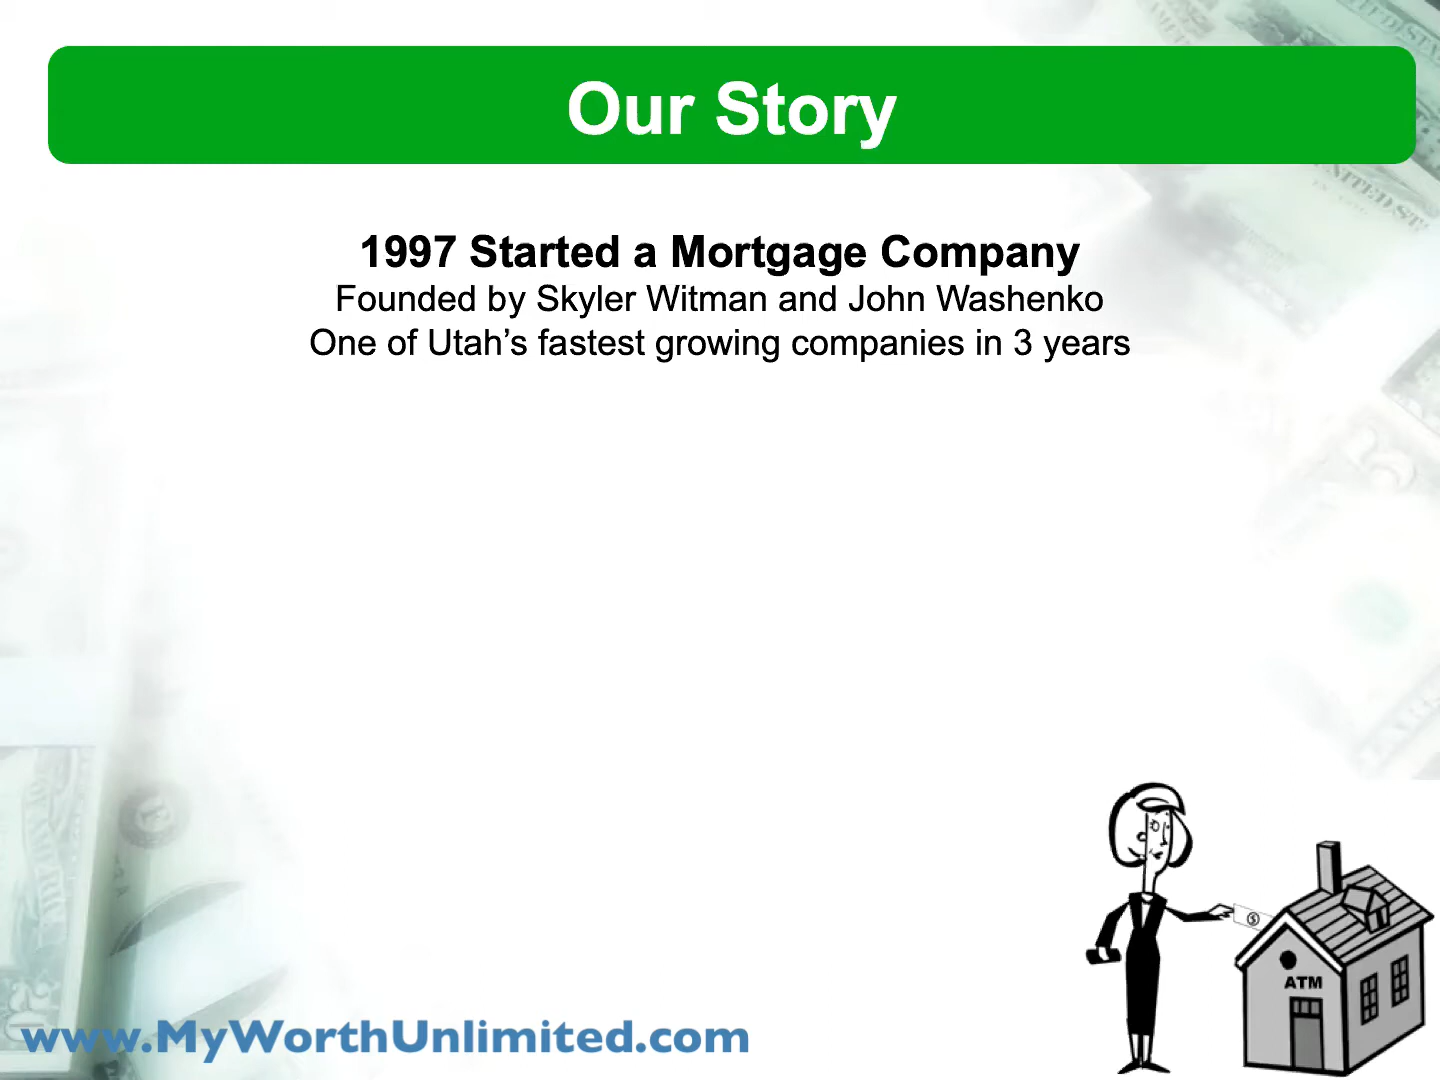 Our Story
1997 Started a Mortgage Company
Founded by Skyler Witman and John Washenko
One of Utah’s fastest growing companies in 3 years
ATM
www.MyWorthUnlimited.com